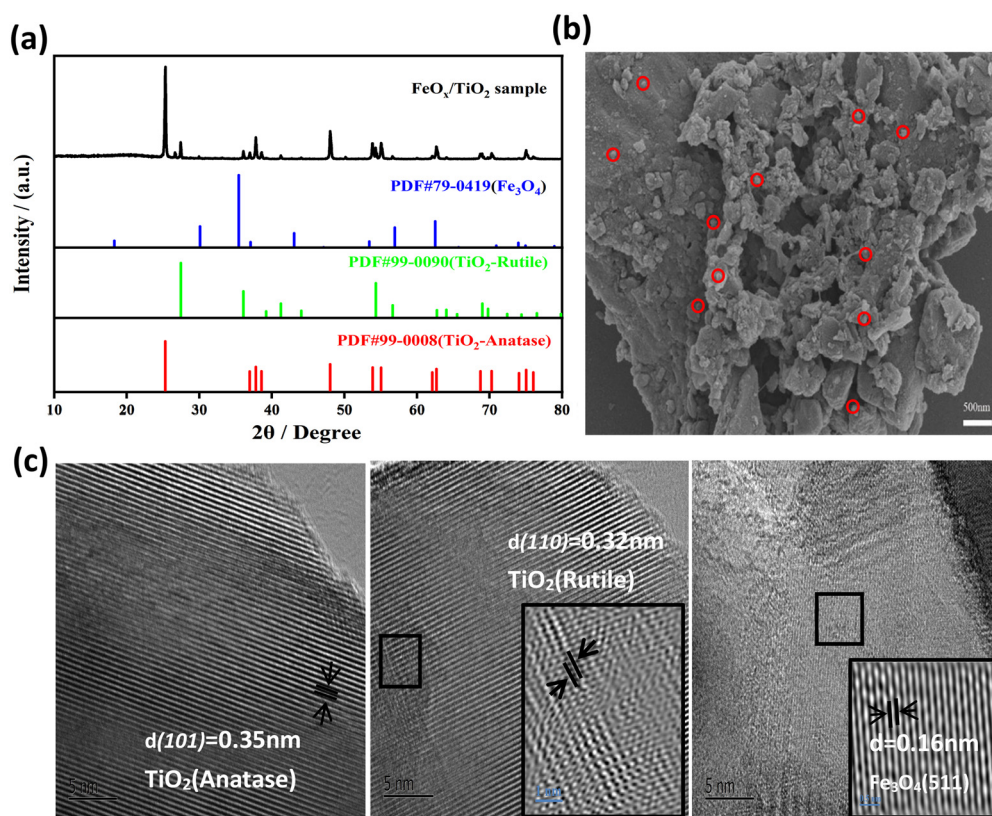 (a)
FeOₓ/TiO₂ sample
PDF#79-0419(Fe₃O₄)
PDF#99-0090(TiO₂-Rutile)
PDF#99-0008(TiO₂-Anatase)
Intensity / (a.u.)
10 20 30 40 50 60 70 80
2θ / Degree
(b)
500nm
(c)
d(101)=0.35nm
TiO₂(Anatase)
5 nm
d(110)=0.32nm
TiO₂(Rutile)
5 nm
d=0.16nm
Fe₃O₄(511)
5 nm